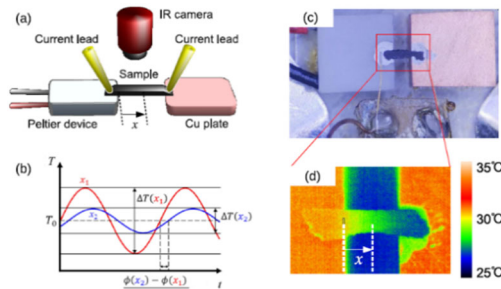 (a)
IR camera
Current lead
Current lead
Sample
x
Peltier device
Cu plate
(b)
T
x₁
x₂
T₀
ΔT(x₁)
ΔT(x₂)
ϕ(x₂) − ϕ(x₁)
t
(c)
(d)
x
35℃
30℃
25℃